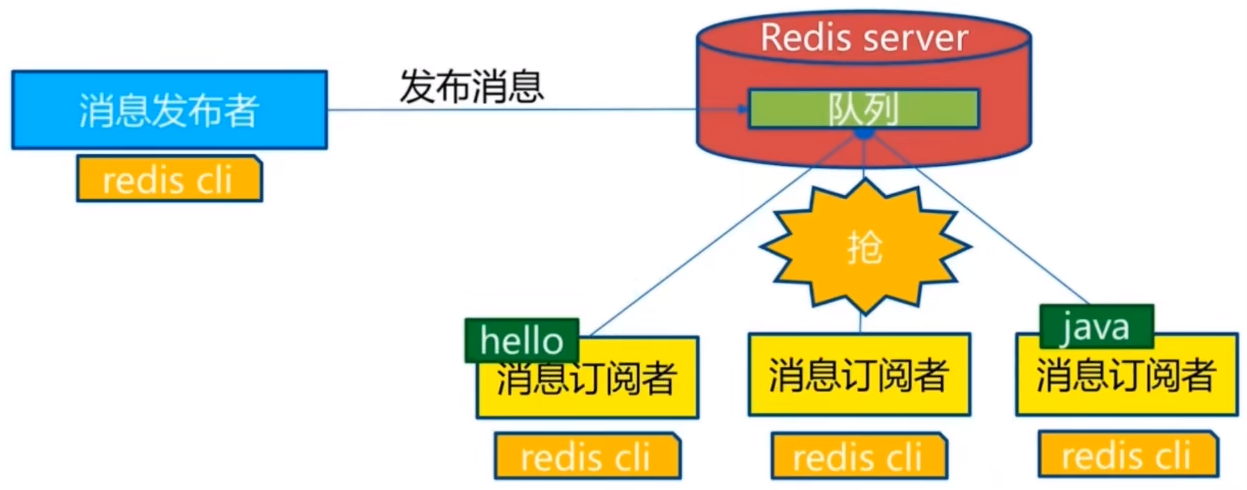 Redis server
发布消息
消息发布者
队列
redis cli
抢
hello
java
消息订阅者
消息订阅者
消息订阅者
redis cli
redis cli
redis cli